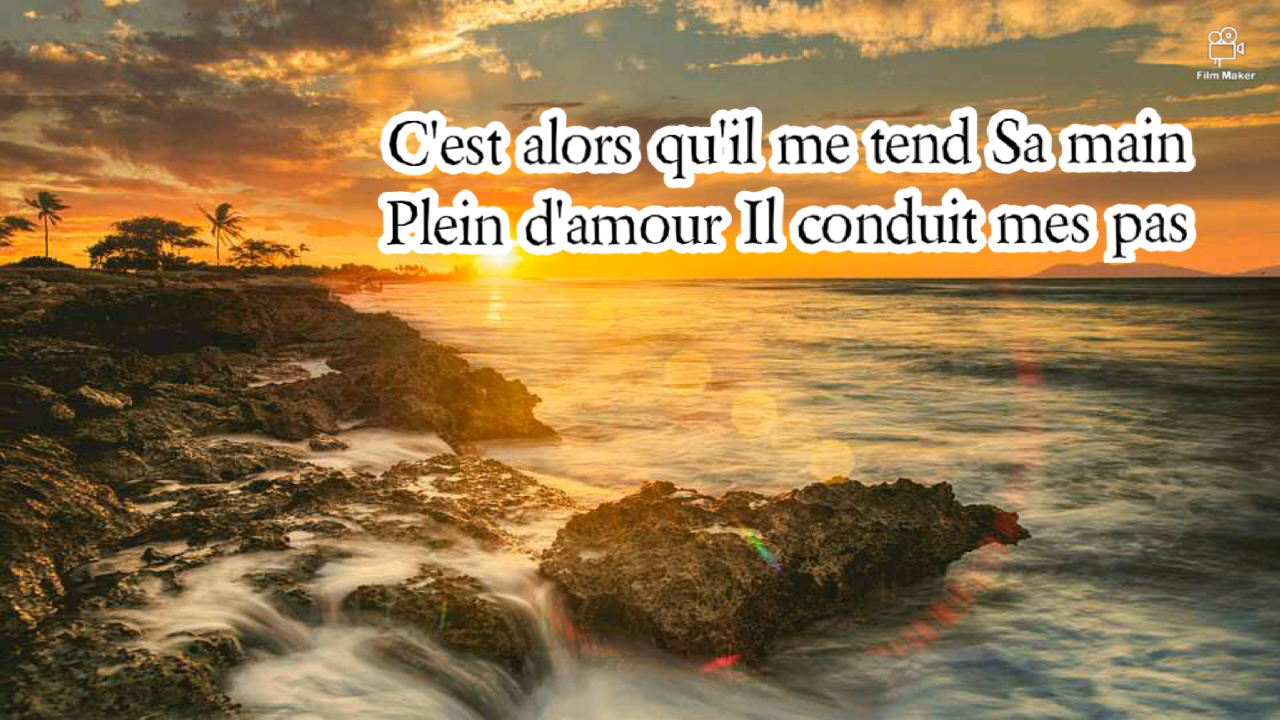 Film Maker
C'est alors qu'il me tend Sa main
Plein d'amour Il conduit mes pas